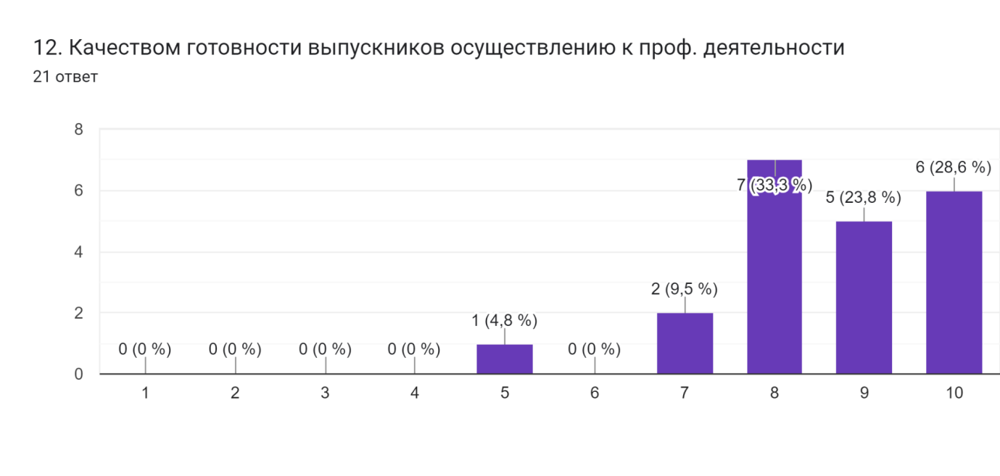 12. Качеством готовности выпускников осуществлению к проф. деятельности
21 ответ
8
6
4
2
0
0 (0 %)
0 (0 %)
0 (0 %)
0 (0 %)
1 (4,8 %)
0 (0 %)
2 (9,5 %)
7 (33,3 %)
5 (23,8 %)
6 (28,6 %)
1 2 3 4 5 6 7 8 9 10